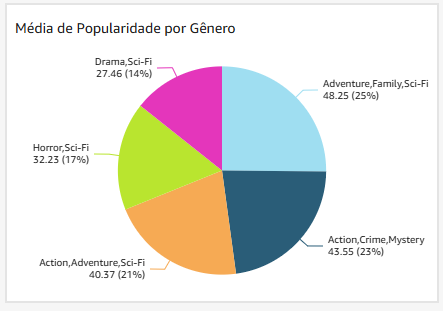 Média de Popularidade por Gênero
Drama,Sci-Fi
27.46 (14%)
Adventure,Family,Sci-Fi
48.25 (25%)
Horror,Sci-Fi
32.23 (17%)
Action,Crime,Mystery
43.55 (23%)
Action,Adventure,Sci-Fi
40.37 (21%)